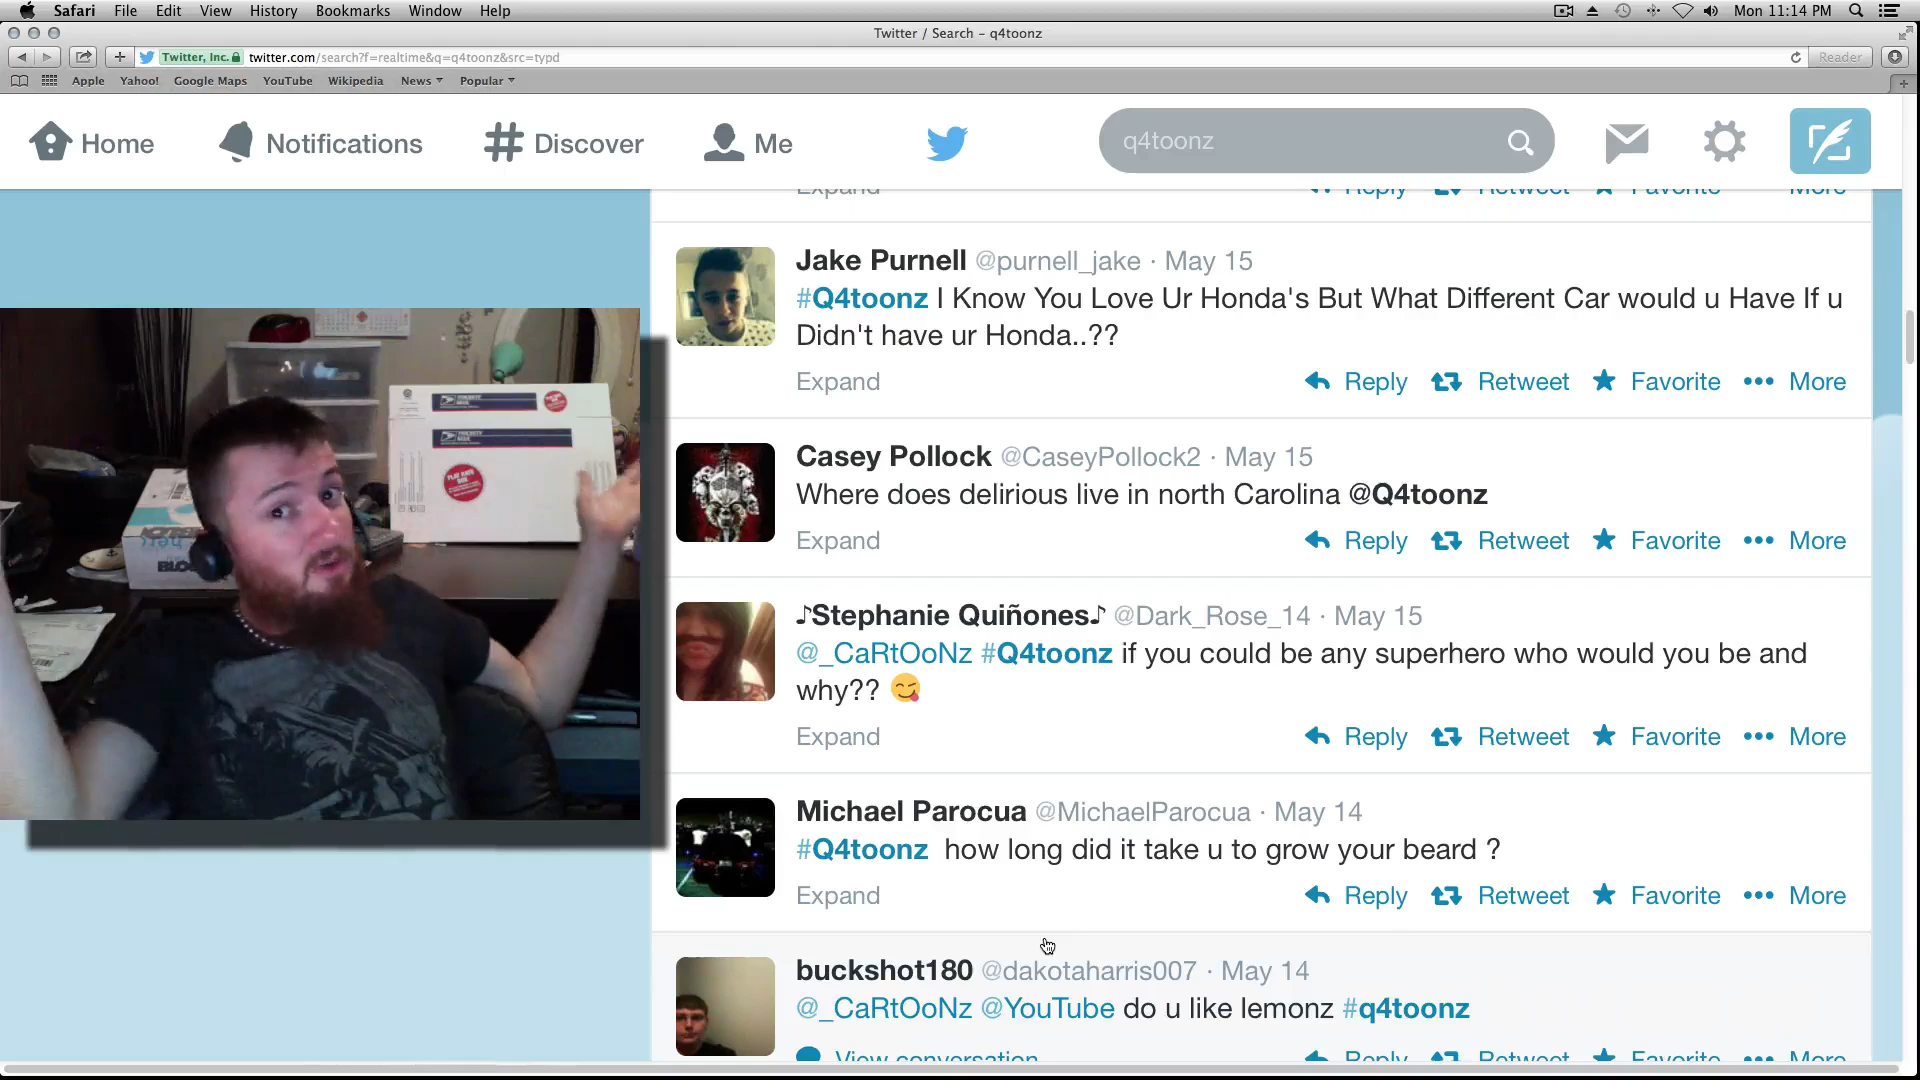 Safari File Edit View History Bookmarks Window Help Mon 11:14 PM
Twitter / Search – q4toonz
Twitter, Inc. twitter.com/search?f=realtime&q=q4toonz&src=typd Reader
Apple Yahoo! Google Maps YouTube Wikipedia News Popular
Home Notifications Discover Me q4toonz
Expand Reply Retweet Favorite More
Jake Purnell @purnell_jake · May 15
#Q4toonz I Know You Love Ur Honda's But What Different Car would u Have If u
Didn't have ur Honda..??
Expand Reply Retweet Favorite More
Casey Pollock @CaseyPollock2 · May 15
Where does delirious live in north Carolina @Q4toonz
Expand Reply Retweet Favorite More
♪Stephanie Quiñones♪ @Dark_Rose_14 · May 15
@_CaRtOoNz #Q4toonz if you could be any superhero who would you be and
why?? 😋
Expand Reply Retweet Favorite More
Michael Parocua @MichaelParocua · May 14
#Q4toonz how long did it take u to grow your beard ?
Expand Reply Retweet Favorite More
buckshot180 @dakotaharris007 · May 14
@_CaRtOoNz @YouTube do u like lemonz #q4toonz
View conversation Reply Retweet Favorite More
PRIORITY
MAIL
PRIORITY
MAIL
FLAT RATE
BOX